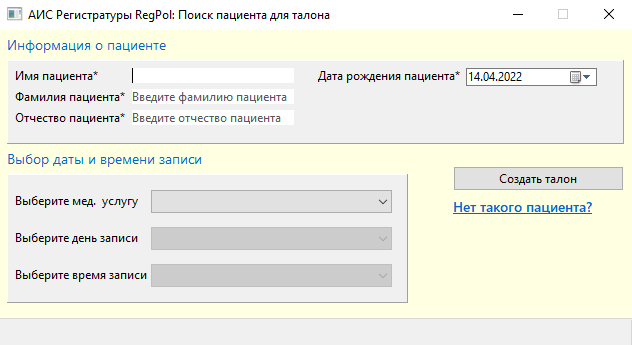 АИС Регистратуры RegPol: Поиск пациента для талона
Информация о пациенте
Имя пациента* Дата рождения пациента* 14.04.2022
Фамилия пациента* Введите фамилию пациента
Отчество пациента* Введите отчество пациента
Выбор даты и времени записи
Создать талон
Выберите мед. услугу
Нет такого пациента?
Выберите день записи
Выберите время записи